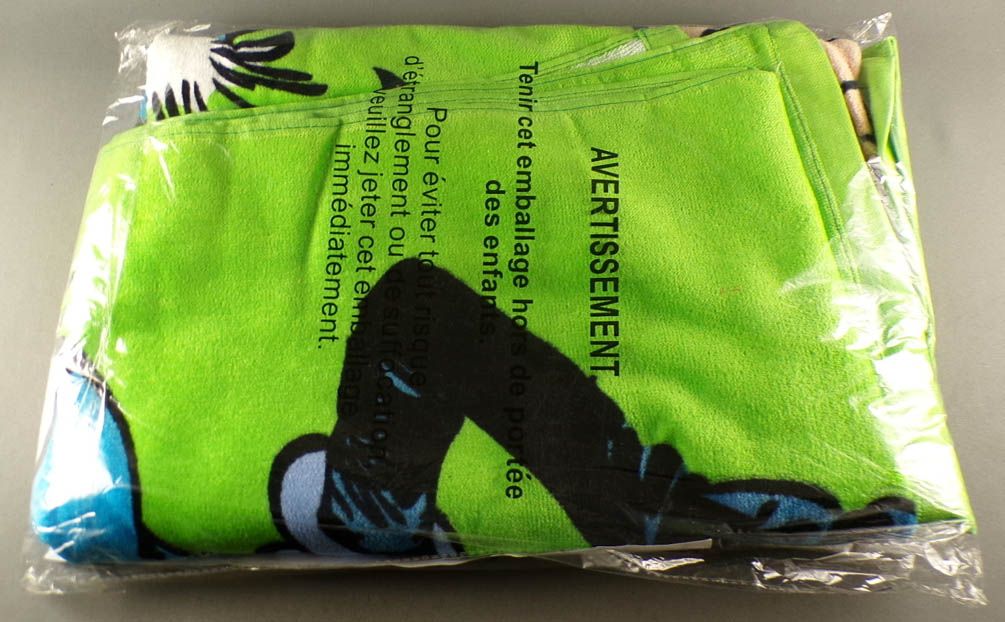 AVERTISSEMENT
Tenir cet emballage hors de portée
des enfants.
Pour éviter tout risque
d'étranglement ou de suffocation
veuillez jeter cet emballage
immédiatement.